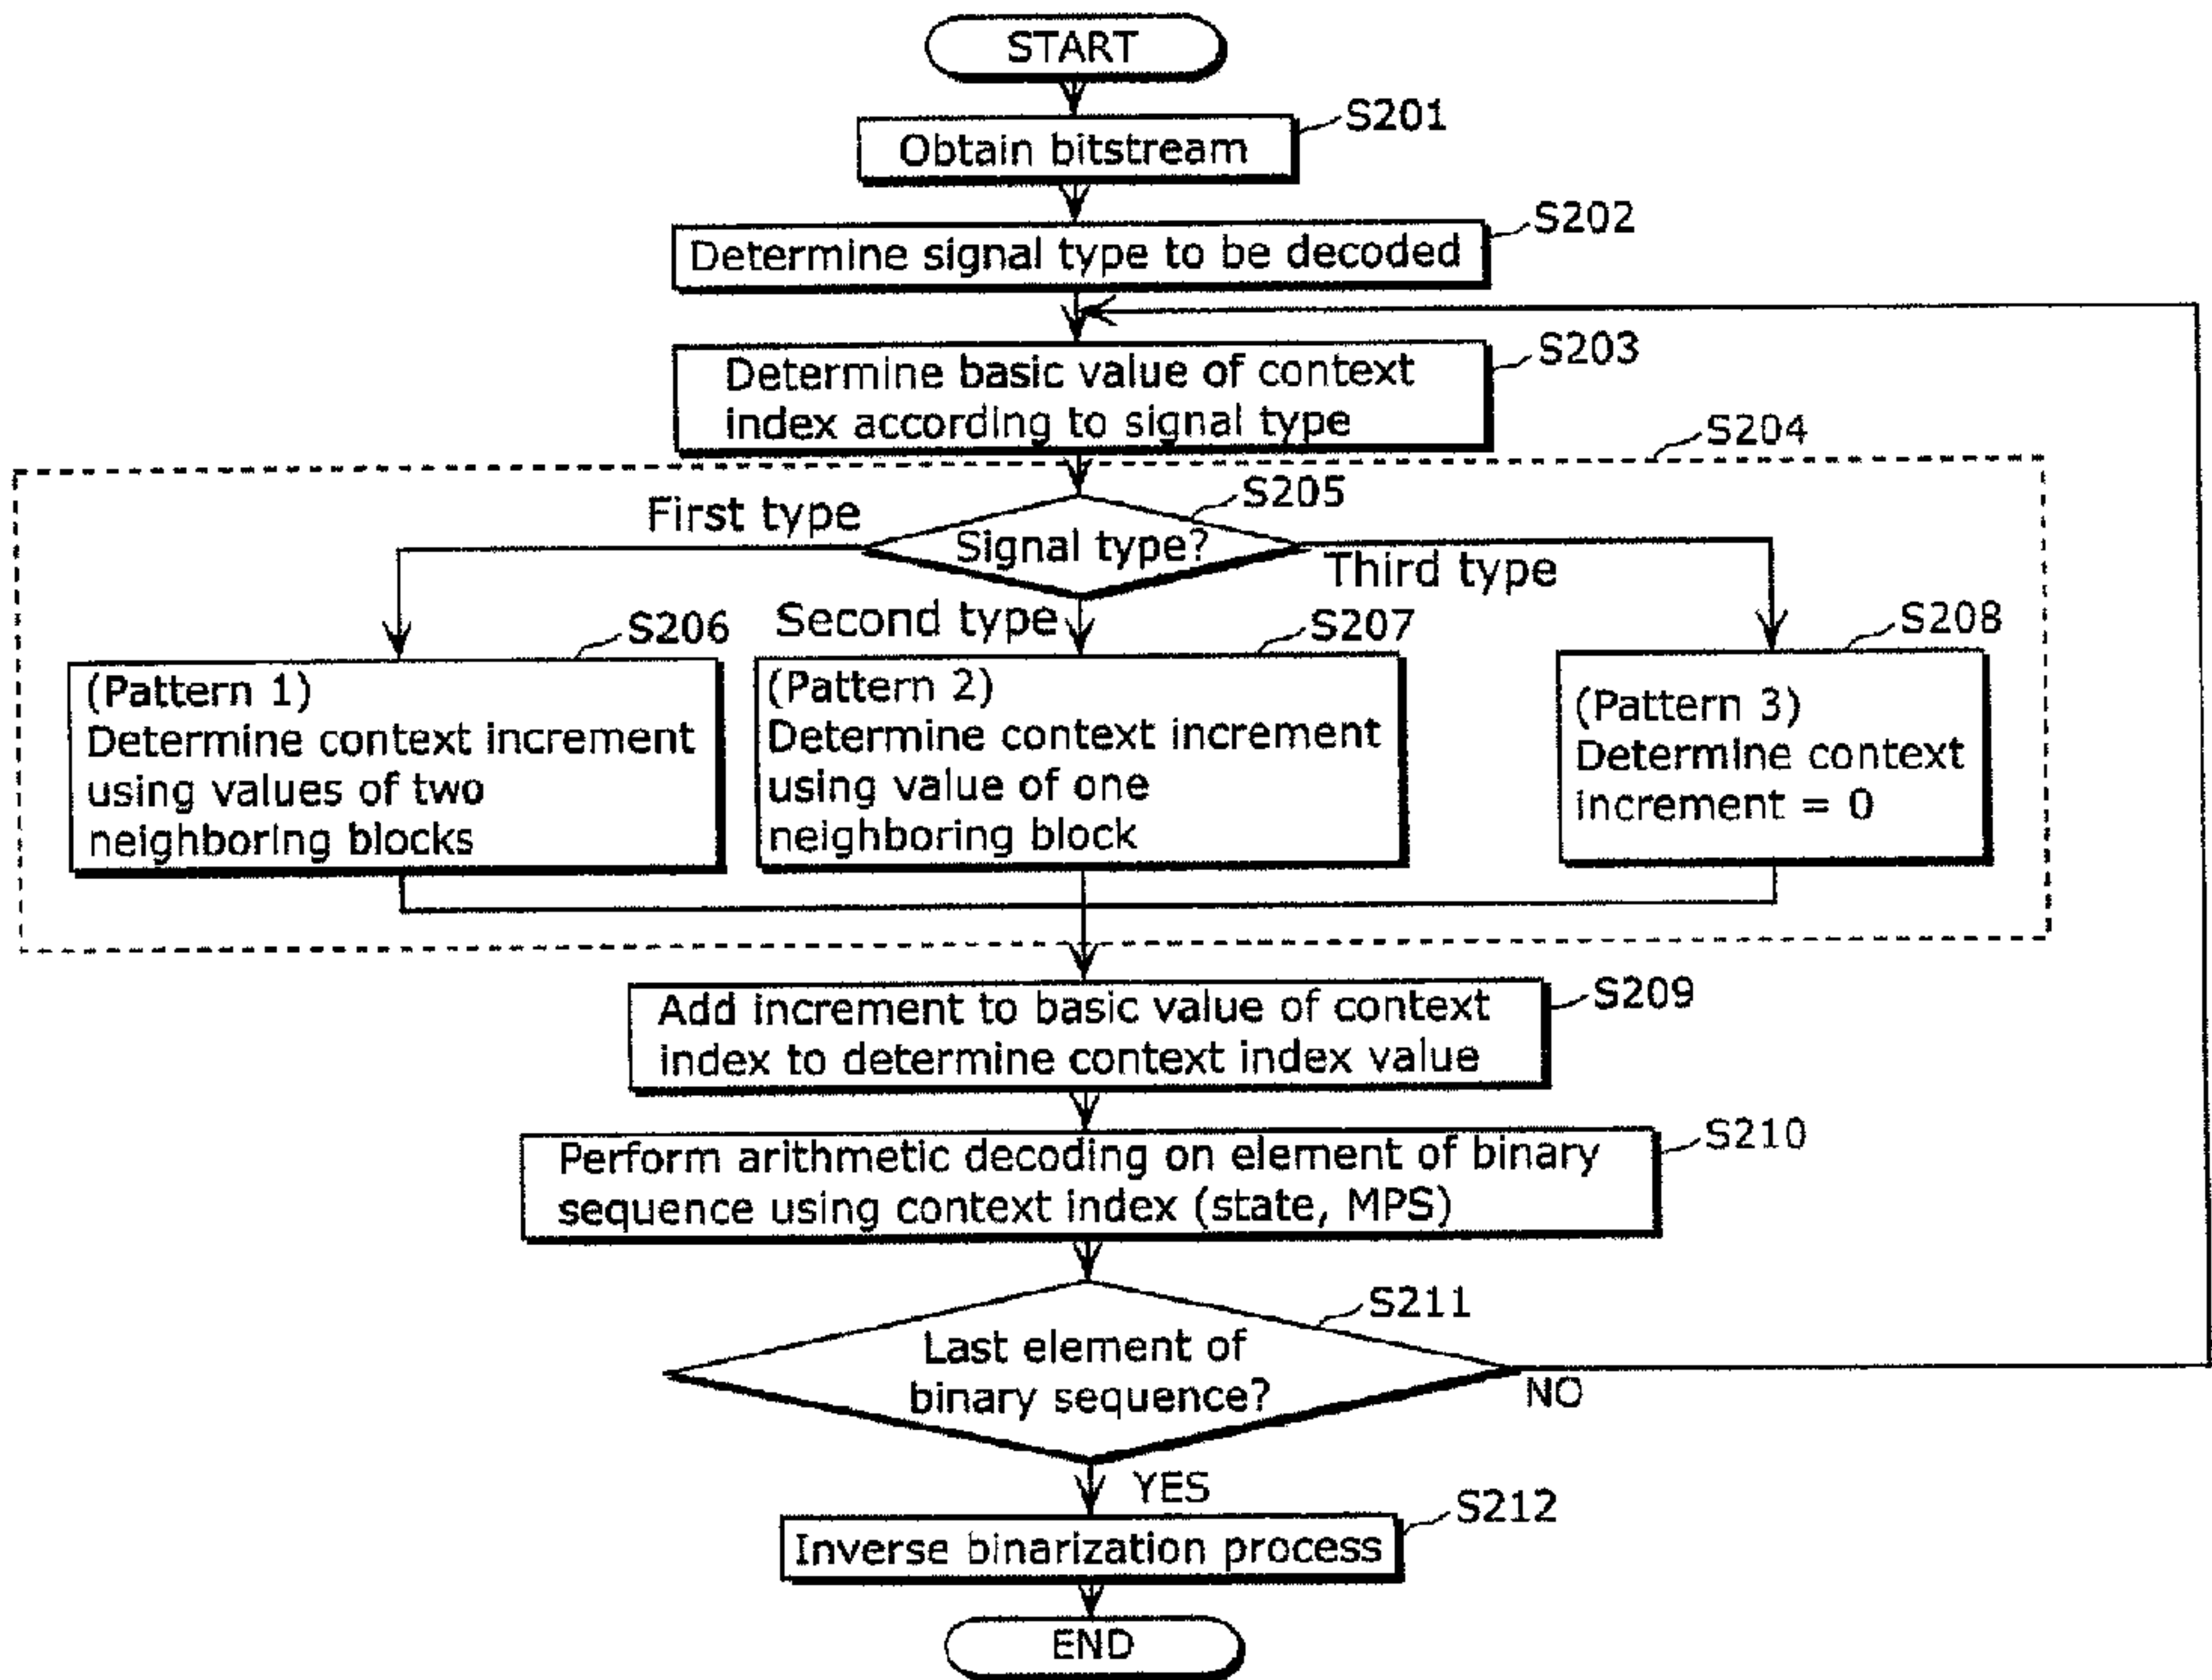 START
S201
Obtain bitstream
S202
Determine signal type to be decoded
S203
Determine basic value of context
index according to signal type
S204
S205
First type
Signal type?
Third type
Second type
S206
S207
S208
(Pattern 1)
Determine context increment
using values of two
neighboring blocks
(Pattern 2)
Determine context increment
using value of one
neighboring block
(Pattern 3)
Determine context
increment = 0
S209
Add increment to basic value of context
index to determine context index value
S210
Perform arithmetic decoding on element of binary
sequence using context index (state, MPS)
S211
Last element of
binary sequence?
NO
YES
S212
Inverse binarization process
END